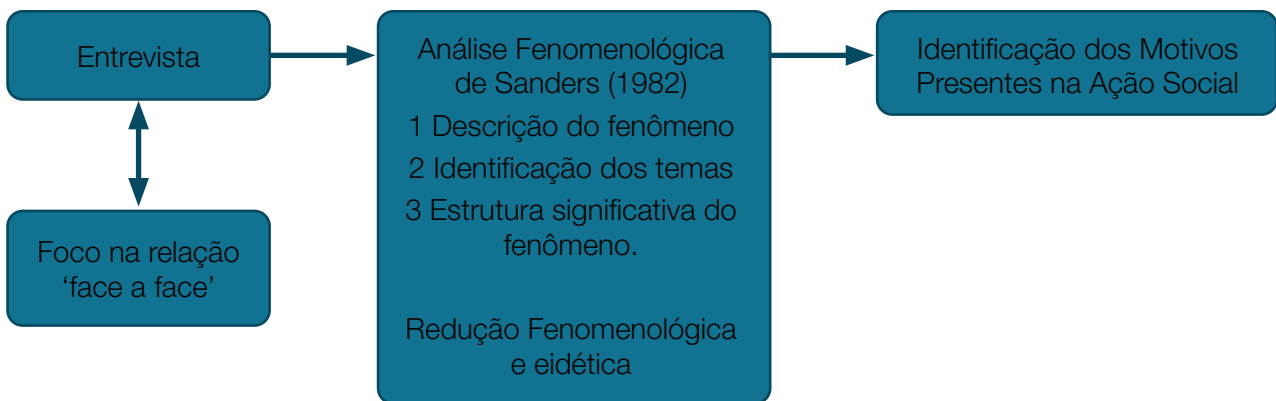 Entrevista
Foco na relação
‘face a face’
Análise Fenomenológica
de Sanders (1982)
1 Descrição do fenômeno
2 Identificação dos temas
3 Estrutura significativa do
fenômeno.
Redução Fenomenológica
e eidética
Identificação dos Motivos
Presentes na Ação Social